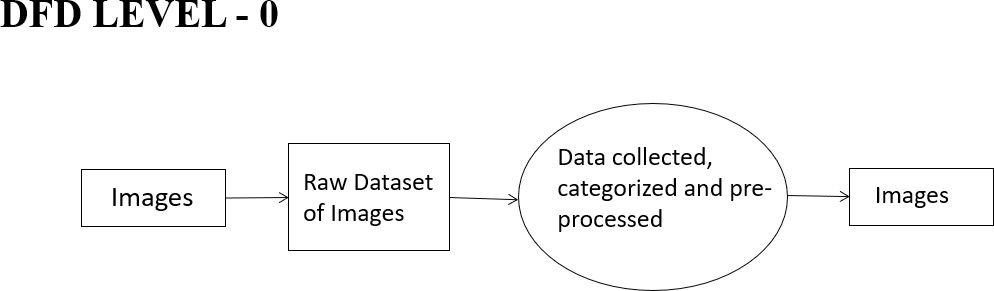 DFD LEVEL - 0
Images
Raw Dataset
of Images
Data collected,
categorized and pre-
processed
Images